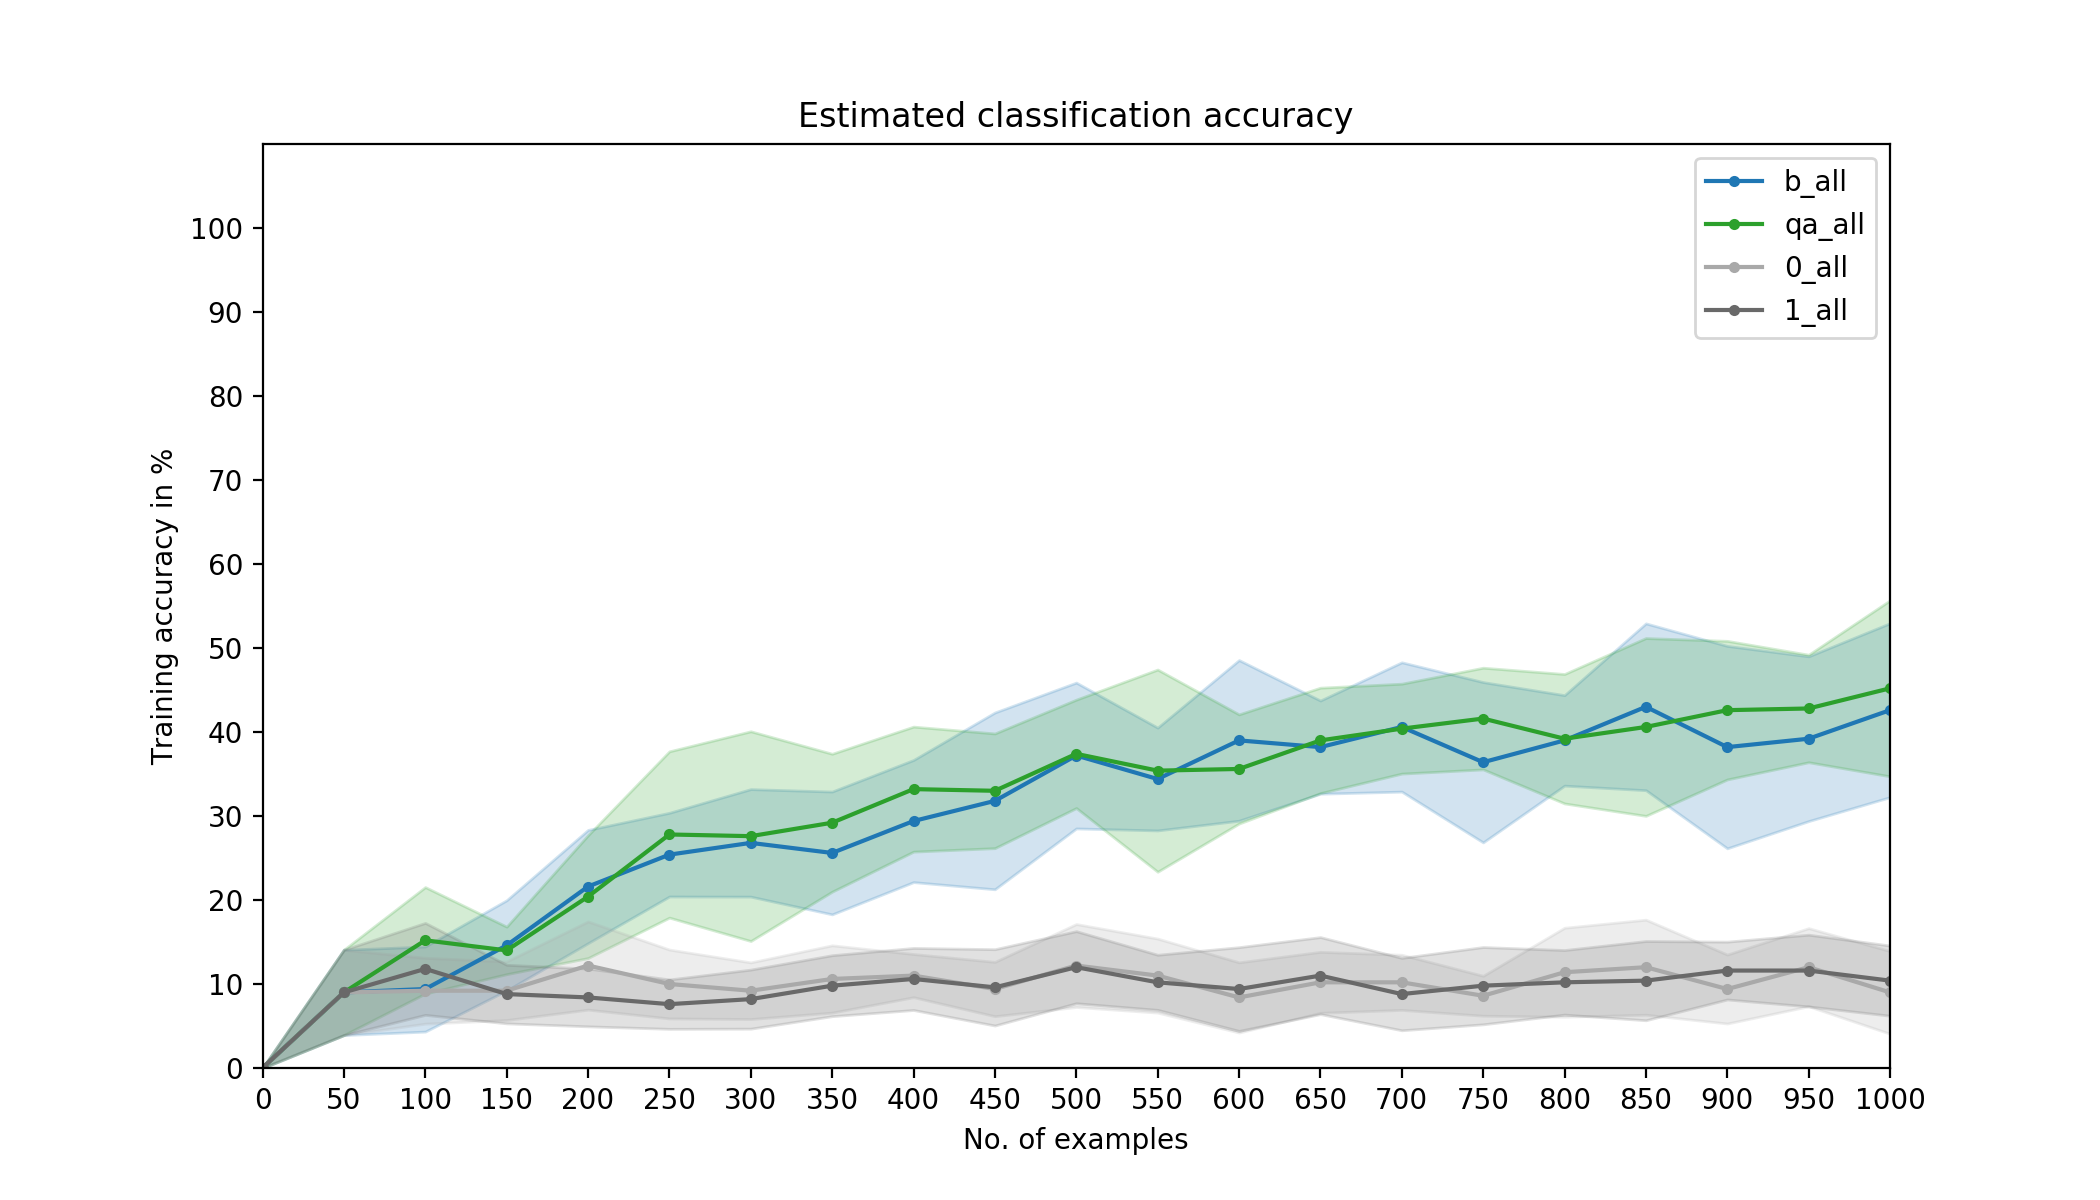 Estimated classification accuracy
b_all
qa_all
0_all
1_all
100
90
80
70
60
50
40
30
20
10
0
Training accuracy in %
0 50 100 150 200 250 300 350 400 450 500 550 600 650 700 750 800 850 900 950 1000
No. of examples